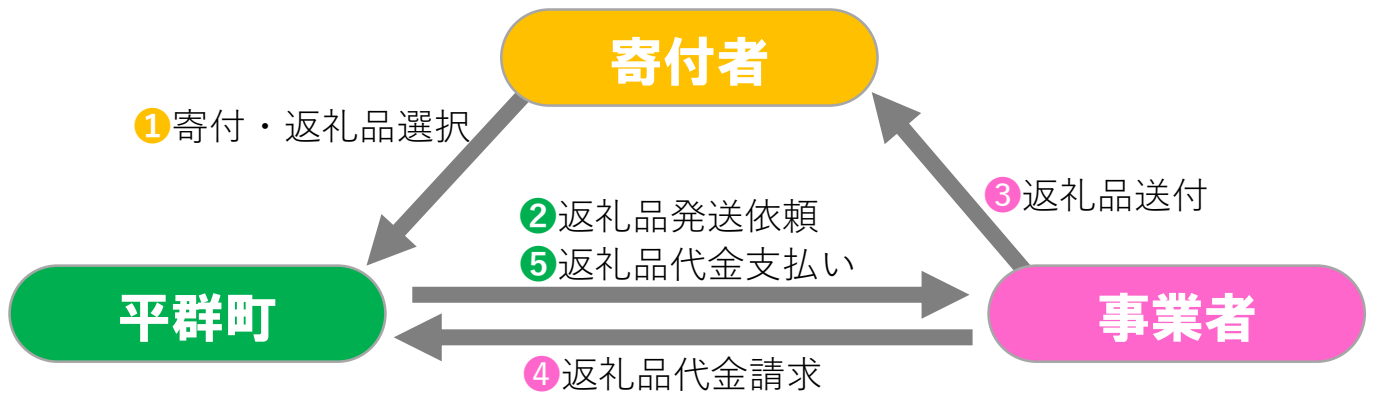 寄付者
❶寄付・返礼品選択
❸返礼品送付
❷返礼品発送依頼
❺返礼品代金支払い
平群町
事業者
❹返礼品代金請求